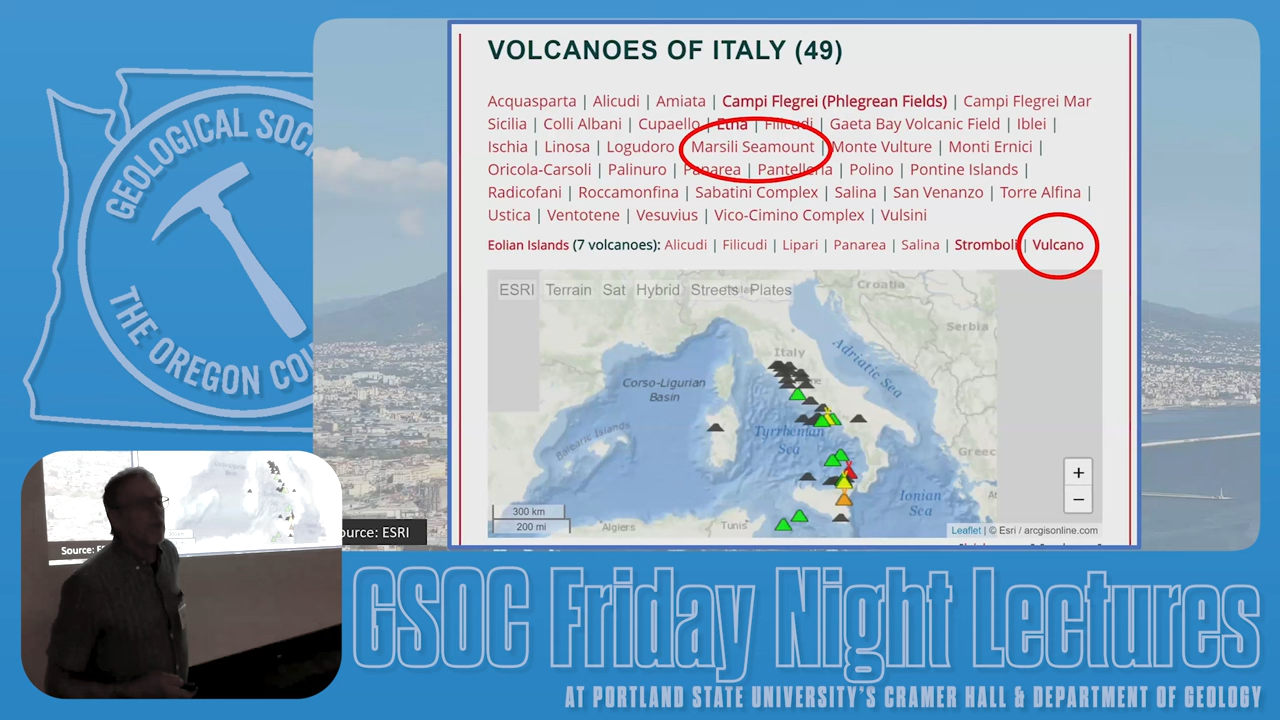 VOLCANOES OF ITALY (49)
Acquasparta | Alicudi | Amiata | Campi Flegrei (Phlegrean Fields) | Campi Flegrei Mar
Sicilia | Colli Albani | Cupaello | Etna | Filicudi | Gaeta Bay Volcanic Field | Iblei |
Ischia | Linosa | Logudoro | Marsili Seamount | Monte Vulture | Monti Ernici |
Oricola-Carsoli | Palinuro | Panarea | Pantelleria | Polino | Pontine Islands |
Radicofani | Roccamonfina | Sabatini Complex | Salina | San Venanzo | Torre Alfina |
Ustica | Ventotene | Vesuvius | Vico-Cimino Complex | Vulsini
Eolian Islands (7 volcanoes): Alicudi | Filicudi | Lipari | Panarea | Salina | Stromboli | Vulcano
ESRI Terrain Sat Hybrid Streets Plates
Croatia
Serbia
Italy
Adriatic Sea
Corso-Ligurian
Basin
Balearic Islands
Tyrrhenian
Sea
Greec
Ionian
Sea
Algiers
Tunis
300 km
200 mi
+
−
Leaflet | © Esri / arcgisonline.com
GEOLOGICAL SOCI
THE OREGON COU
ource: ESRI
Source: E
GSOC Friday Night Lectures
AT PORTLAND STATE UNIVERSITY'S CRAMER HALL & DEPARTMENT OF GEOLOGY